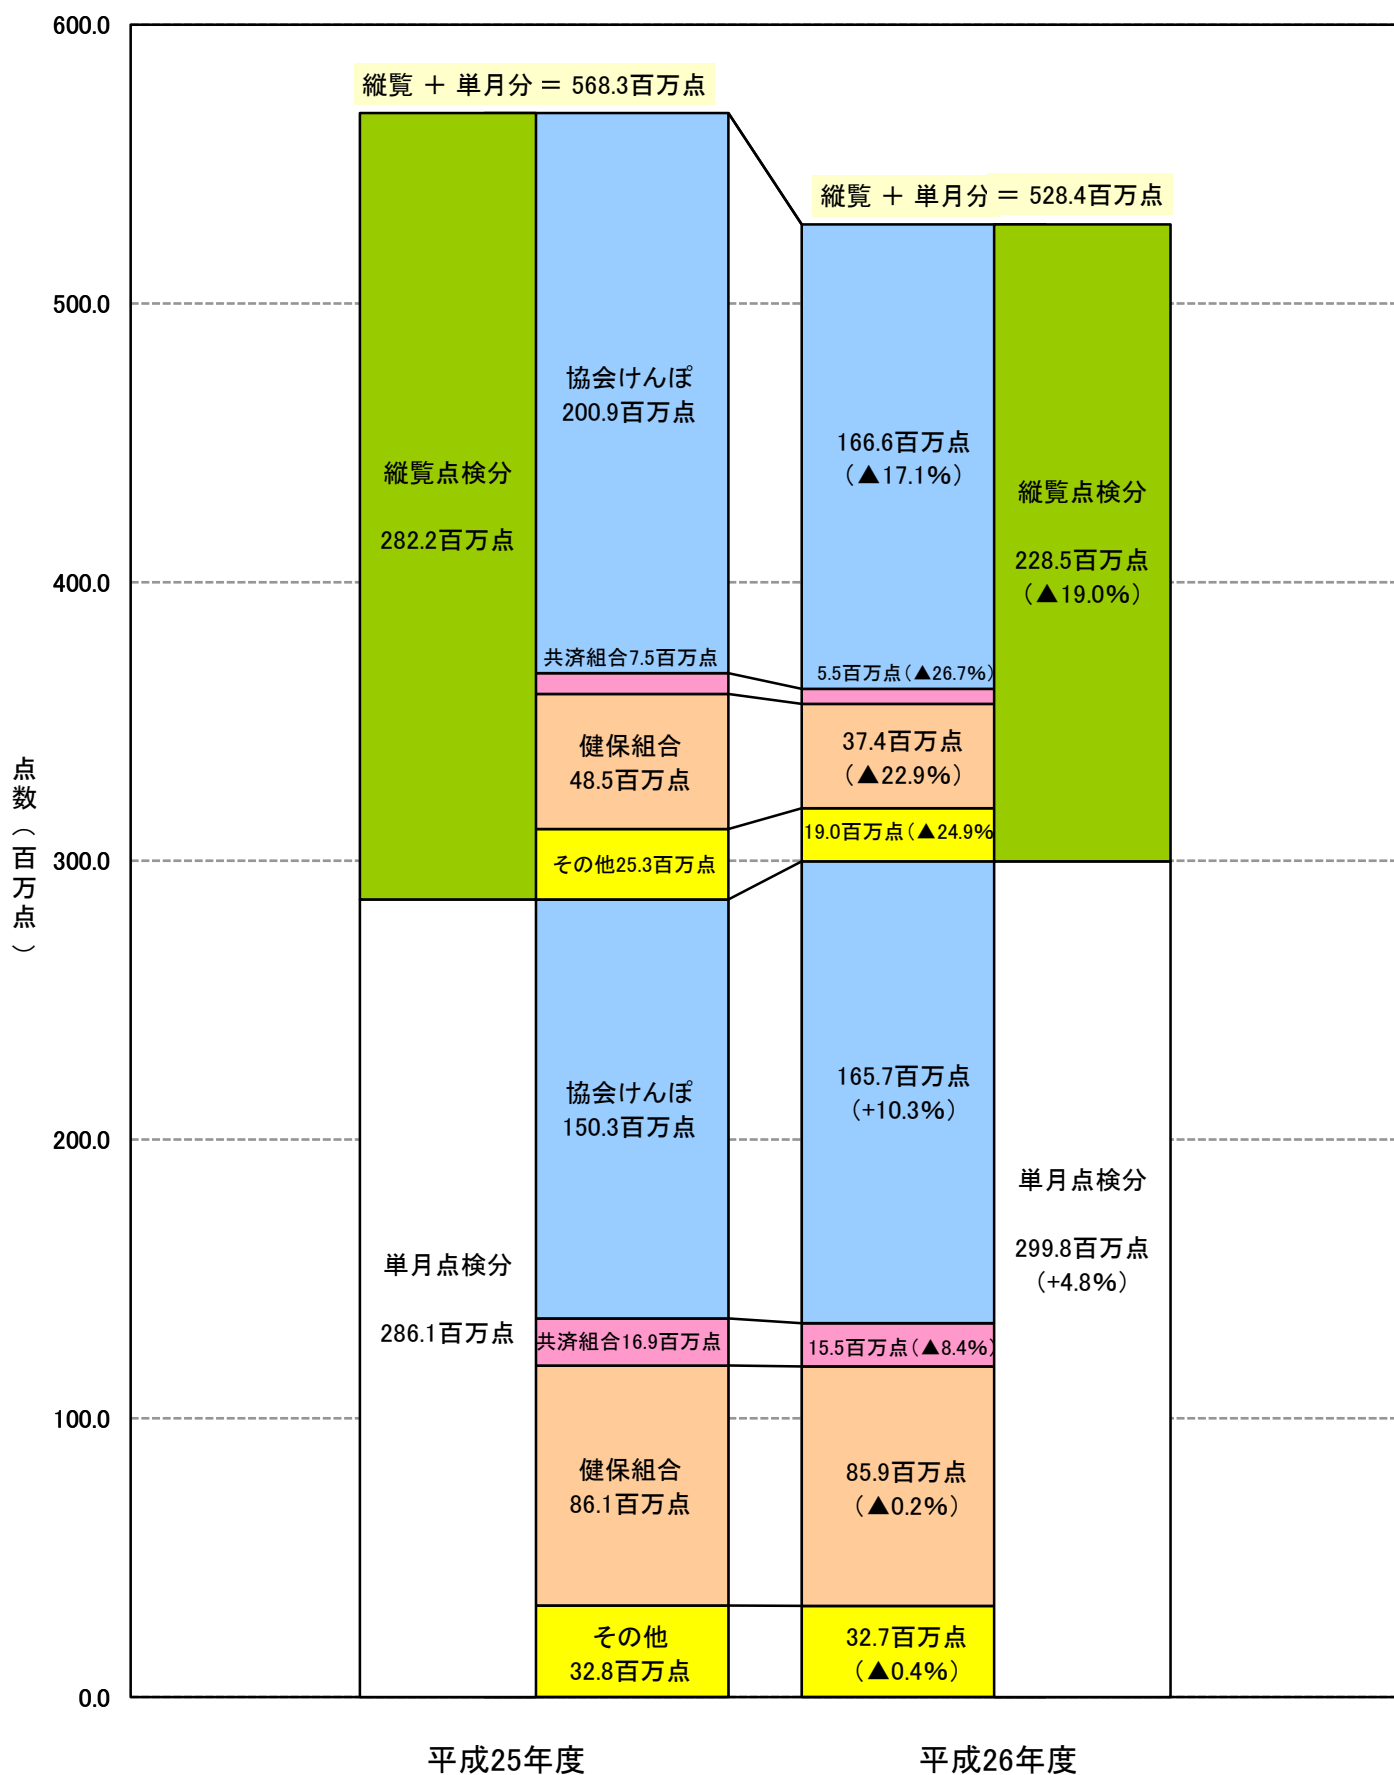 600.0
500.0
400.0
300.0
200.0
100.0
0.0
点数（百万点）
縦覧 ＋ 単月分＝ 568.3百万点
縦覧点検分
282.2百万点
単月点検分
286.1百万点
協会けんぽ
200.9百万点
共済組合7.5百万点
健保組合
48.5百万点
その他25.3百万点
協会けんぽ
150.3百万点
共済組合16.9百万点
健保組合
86.1百万点
その他
32.8百万点
縦覧 ＋ 単月分＝ 528.4百万点
166.6百万点
（▲17.1%）
5.5百万点（▲26.7%）
37.4百万点
（▲22.9%）
19.0百万点（▲24.9%
165.7百万点
（+10.3%）
15.5百万点（▲8.4%）
85.9百万点
（▲0.2%）
32.7百万点
（▲0.4%）
縦覧点検分
228.5百万点
（▲19.0%）
単月点検分
299.8百万点
（+4.8%）
平成25年度
平成26年度